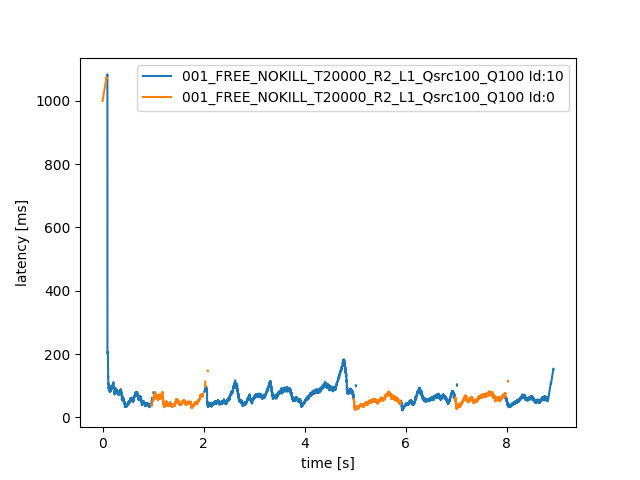 001_FREE_NOKILL_T20000_R2_L1_Qsrc100_Q100 Id:10
001_FREE_NOKILL_T20000_R2_L1_Qsrc100_Q100 Id:0
1000
800
600
400
200
0
latency [ms]
0 2 4 6 8
time [s]